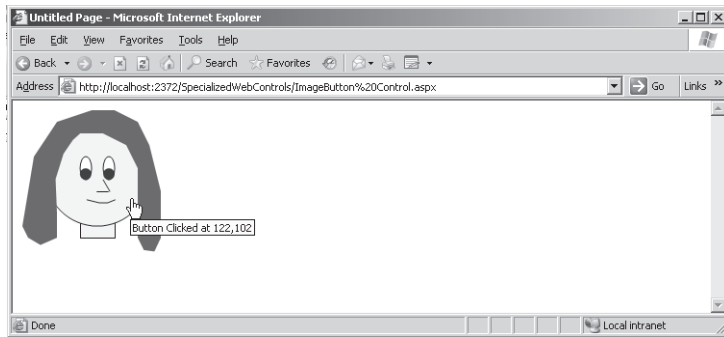 Untitled Page - Microsoft Internet Explorer
File Edit View Favorites Tools Help
Back Search Favorites
Address http://localhost:2372/SpecializedWebControls/ImageButton%20Control.aspx Go Links »
Button Clicked at 122,102
Done Local intranet